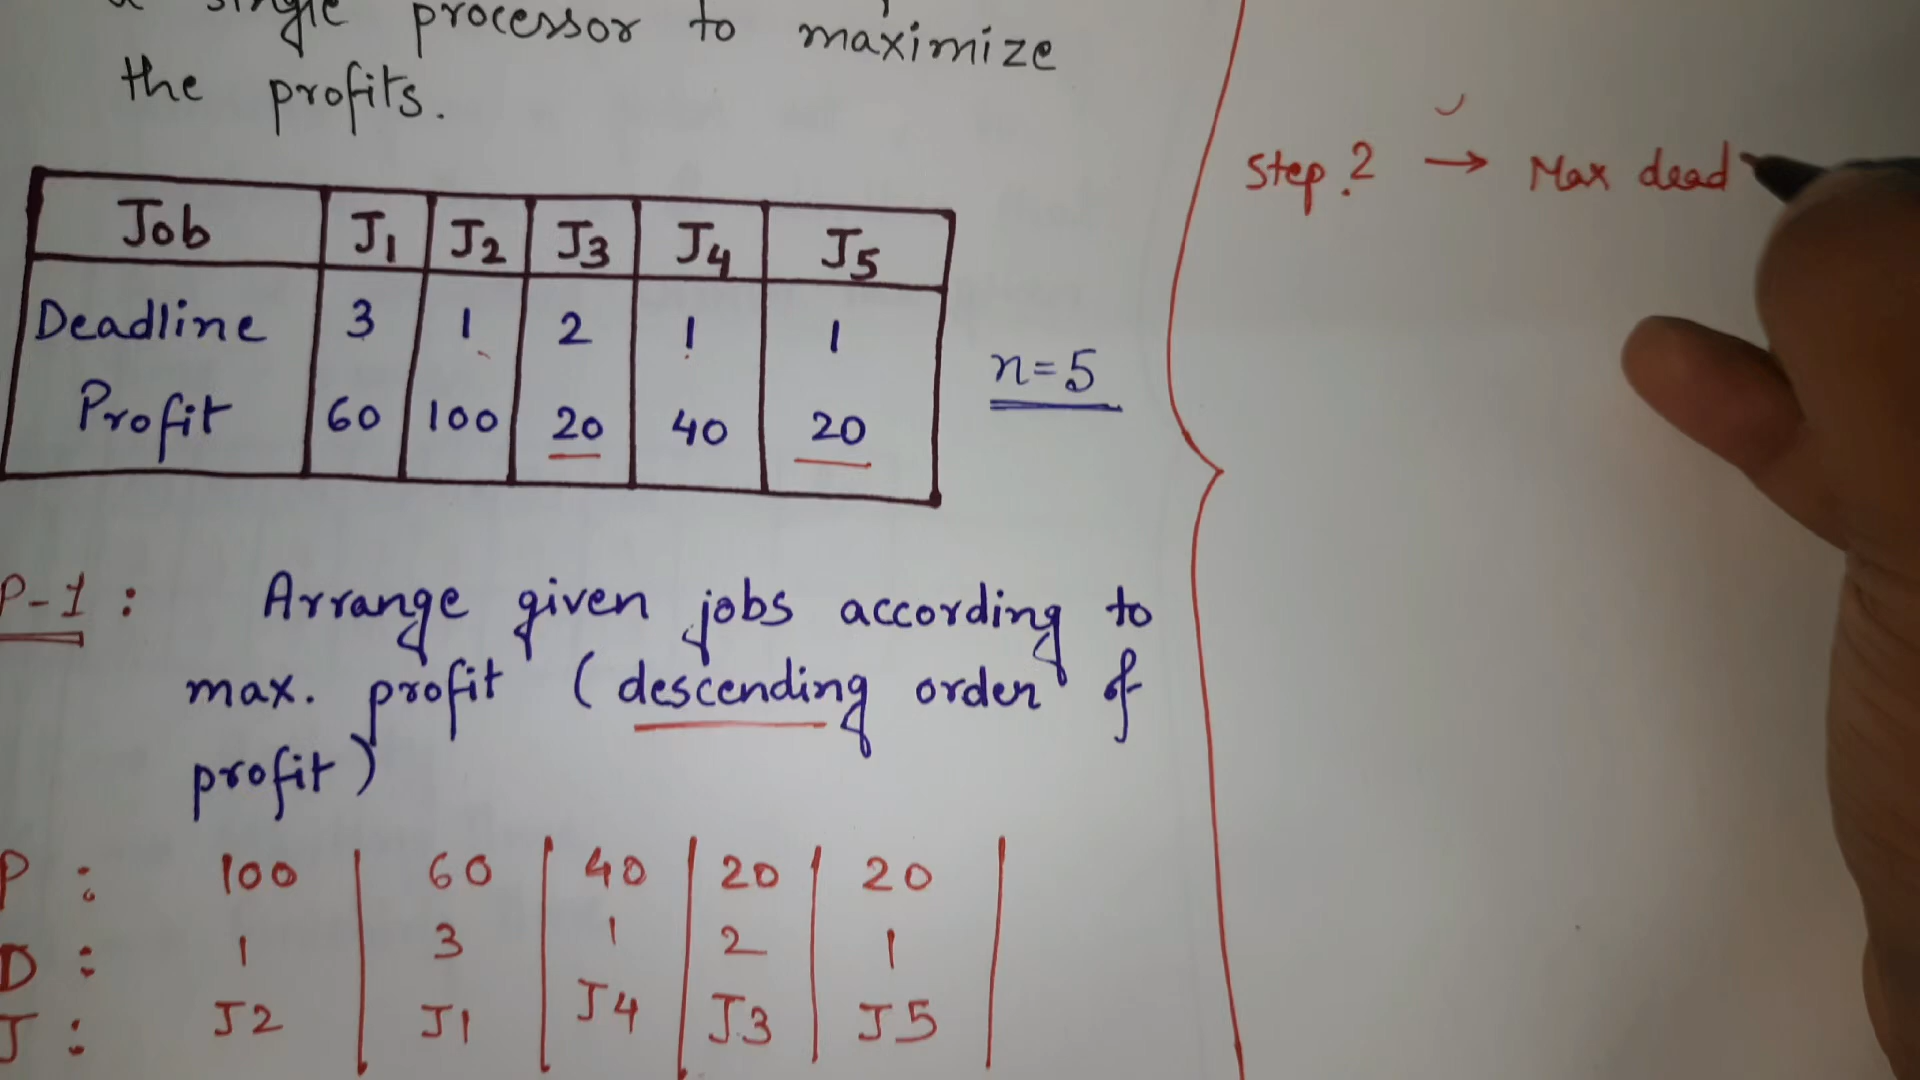 a single processor to maximize
the profits.
Job J1 J2 J3 J4 J5
Deadline 3 1 2 1 1
Profit 60 100 20 40 20
n=5
P-1 : Arrange given jobs according to
max. profit (descending order of
profit)
P : 100 60 40 20 20
D : 1 3 1 2 1
J : J2 J1 J4 J3 J5
Step.2 → Max dead